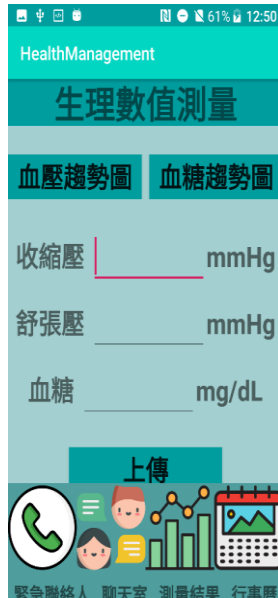 61% 12:50
HealthManagement
生理數值測量
血壓趨勢圖 血糖趨勢圖
收縮壓 mmHg
舒張壓 mmHg
血糖 mg/dL
上傳
緊急聯絡人 聊天室 測量結果 行事曆